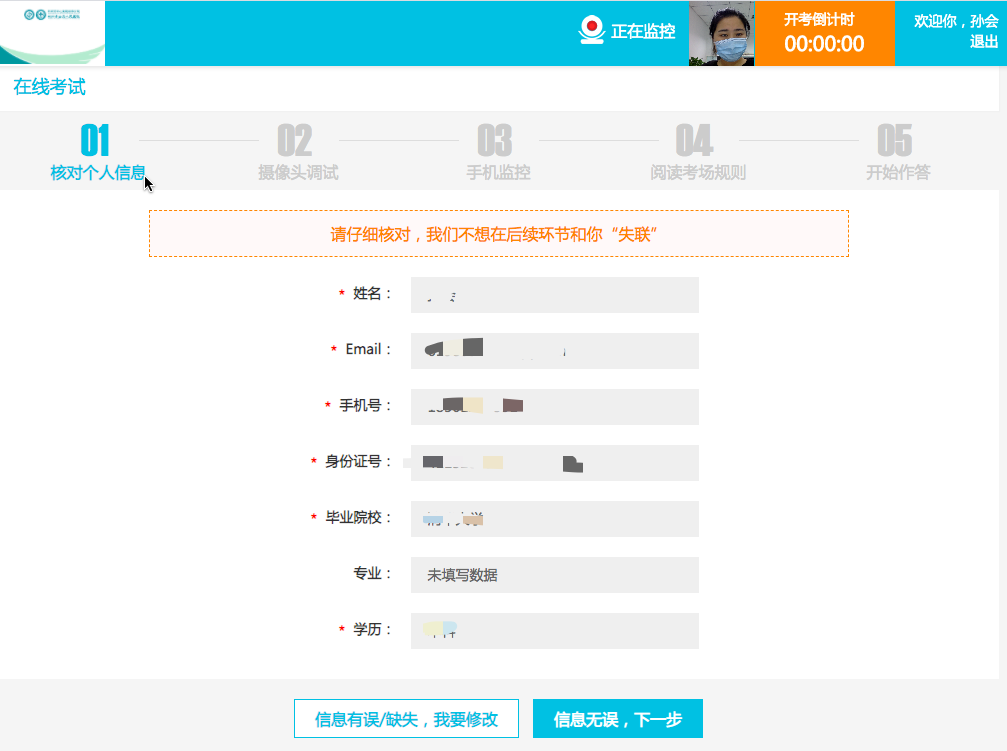 正在监控
开考倒计时
00:00:00
欢迎你，孙会
退出
在线考试
01
核对个人信息
02
摄像头调试
03
手机监控
04
阅读考场规则
05
开始作答
请仔细核对，我们不想在后续环节和你“失联”
* 姓名：
* Email：
* 手机号：
* 身份证号：
* 毕业院校：
专业： 未填写数据
* 学历：
信息有误/缺失，我要修改
信息无误，下一步